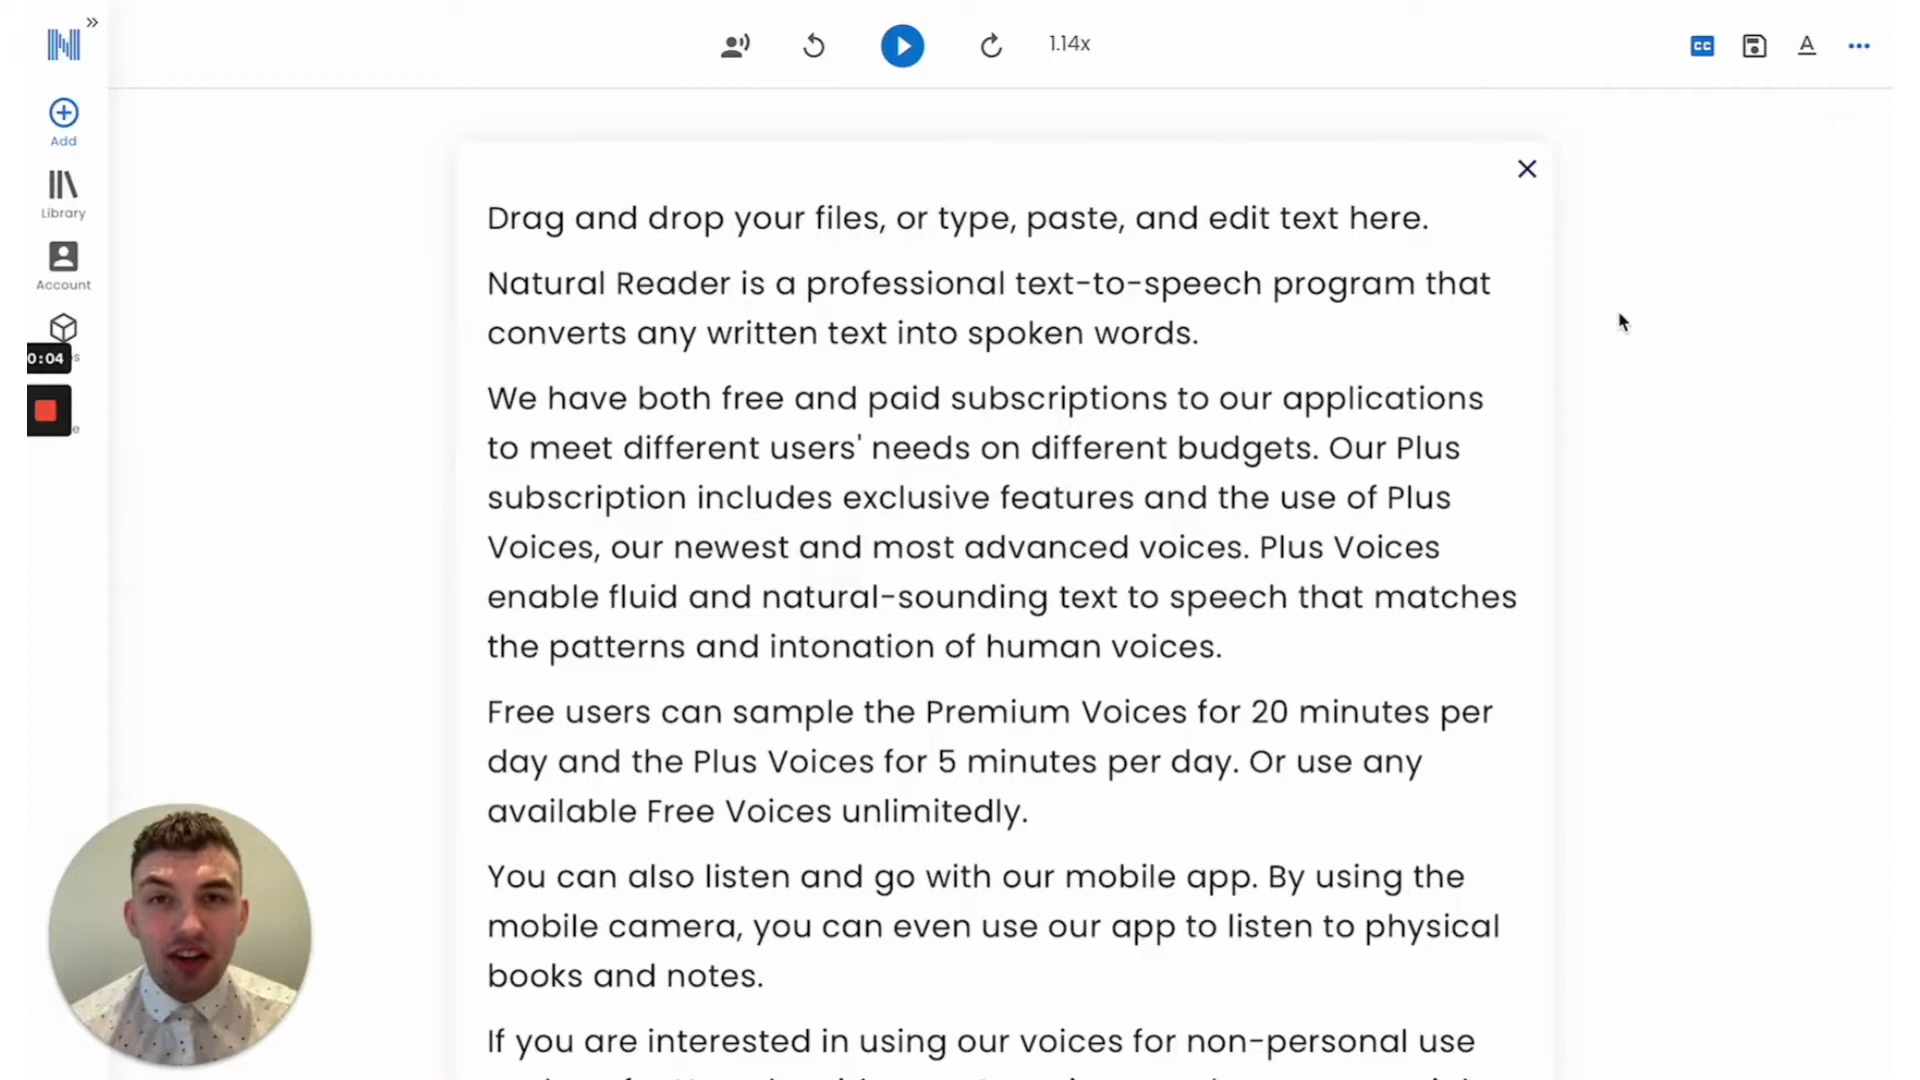 1.14x
CC
A
Add
Library
Account
0:04
Drag and drop your files, or type, paste, and edit text here.
Natural Reader is a professional text-to-speech program that
converts any written text into spoken words.
We have both free and paid subscriptions to our applications
to meet different users' needs on different budgets. Our Plus
subscription includes exclusive features and the use of Plus
Voices, our newest and most advanced voices. Plus Voices
enable fluid and natural-sounding text to speech that matches
the patterns and intonation of human voices.
Free users can sample the Premium Voices for 20 minutes per
day and the Plus Voices for 5 minutes per day. Or use any
available Free Voices unlimitedly.
You can also listen and go with our mobile app. By using the
mobile camera, you can even use our app to listen to physical
books and notes.
If you are interested in using our voices for non-personal use